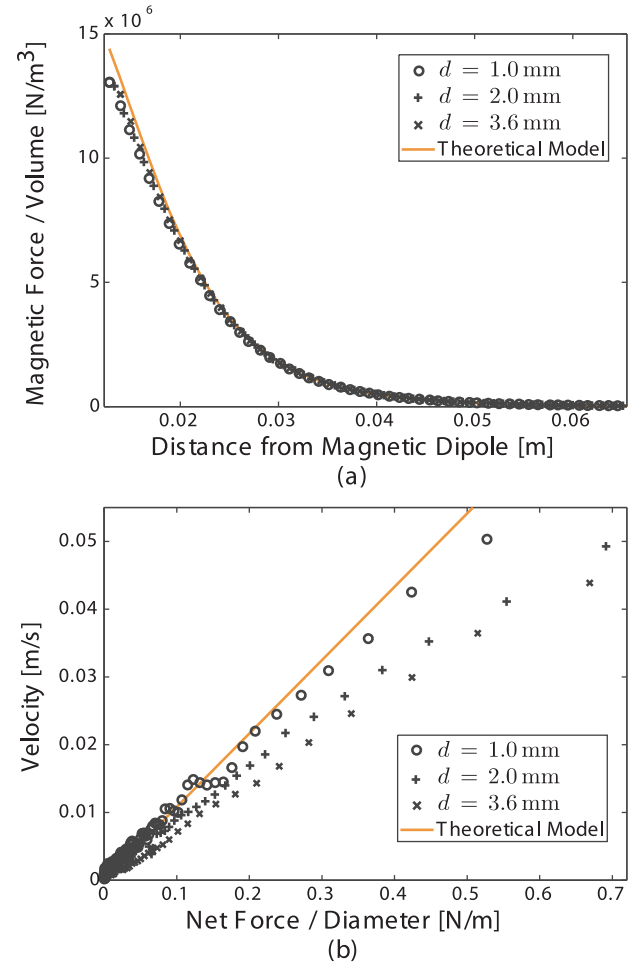 15 x 10⁶
d = 1.0 mm
d = 2.0 mm
d = 3.6 mm
Theoretical Model
10
5
0
Magnetic Force / Volume [N/m³]
0.02 0.03 0.04 0.05 0.06
Distance from Magnetic Dipole [m]
(a)
0.05
0.04
0.03
0.02
0.01
0
Velocity [m/s]
d = 1.0 mm
d = 2.0 mm
d = 3.6 mm
Theoretical Model
0 0.1 0.2 0.3 0.4 0.5 0.6 0.7
Net Force / Diameter [N/m]
(b)